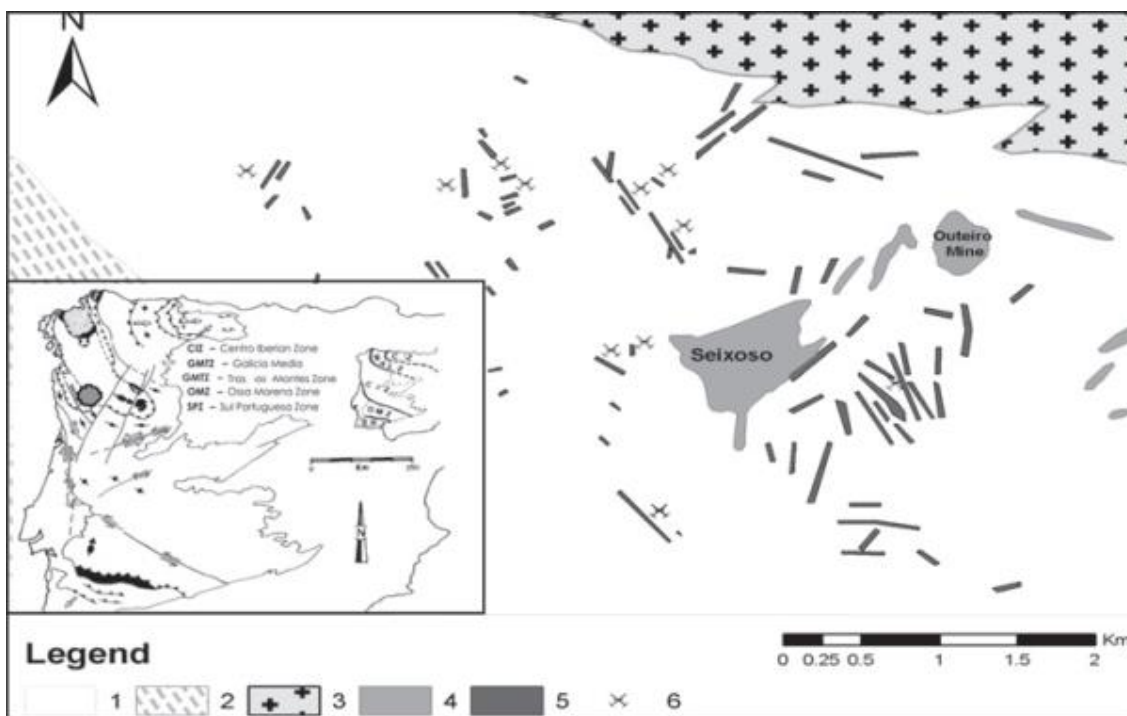 N
Outeiro
Mine
Seixoso
CIZ – Centro Iberian Zone
GMTZ – Galicia Media
GMTZ – Tras os Montes Zone
OMZ – Ossa Morena Zone
SPZ – Sul Portuguesa Zone
Km
N
Legend
1 2 3 4 5 6
Km
0 0.25 0.5 1 1.5 2